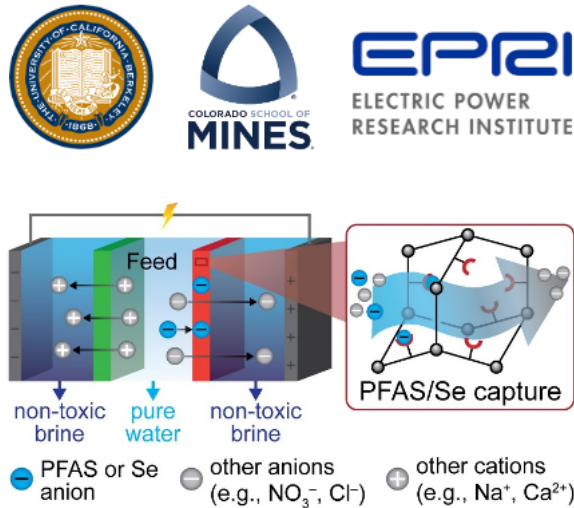 THE UNIVERSITY OF CALIFORNIA BERKELEY
1868
COLORADO SCHOOL OF
MINES®
EPRI
ELECTRIC POWER
RESEARCH INSTITUTE
Feed
PFAS/Se capture
non-toxic
brine
pure
water
non-toxic
brine
PFAS or Se
anion
other anions
(e.g., NO₃⁻, Cl⁻)
other cations
(e.g., Na⁺, Ca²⁺)